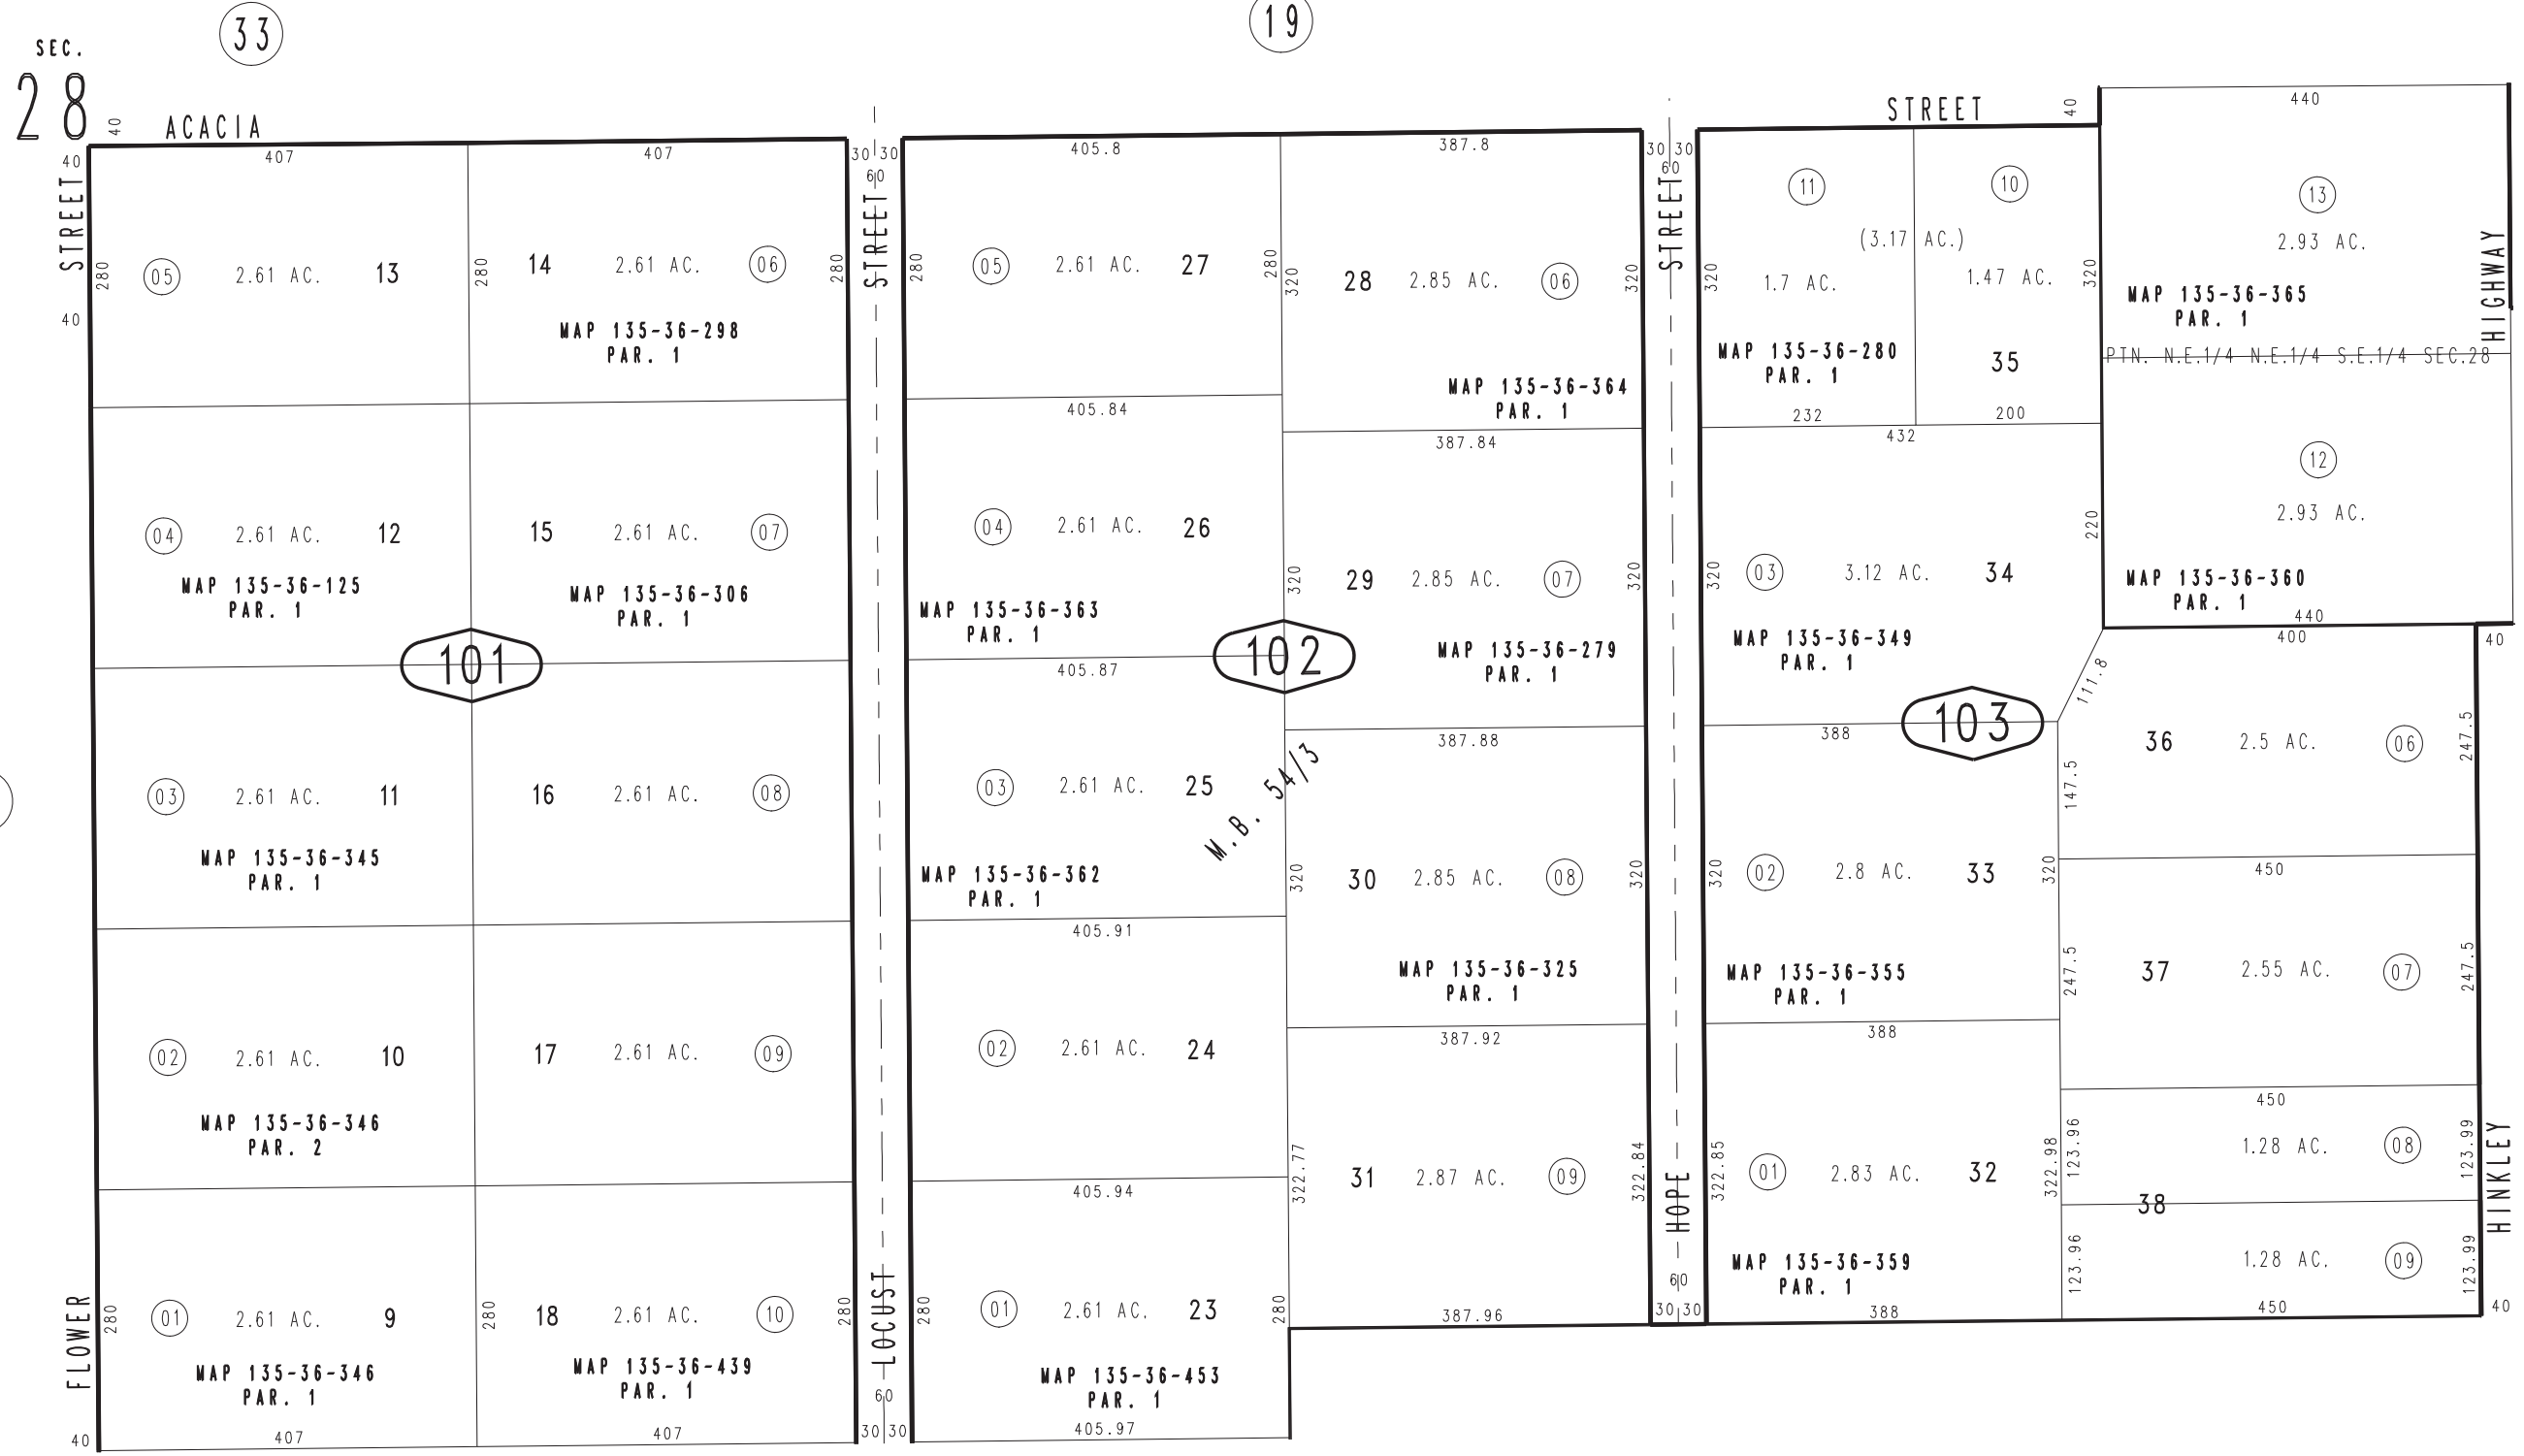 33
19
SEC.
28
ACACIA
STREET
40
40
440
40
407
407
30 30
60
405.8
387.8
30 30
60
STREET
STREET
STREET
HIGHWAY
280
05
2.61 AC.
13
280
14
2.61 AC.
06
280
MAP 135-36-298
PAR. 1
40
280
05
2.61 AC.
27
280
320
28
2.85 AC.
06
320
MAP 135-36-364
PAR. 1
320
11
10
(3.17 AC.)
1.7 AC.
1.47 AC.
320
MAP 135-36-280
PAR. 1
35
232
200
13
2.93 AC.
MAP 135-36-365
PAR. 1
PTN. N.E.1/4 N.E.1/4 S.E.1/4 SEC.28
405.84
387.84
432
04
2.61 AC.
12
MAP 135-36-125
PAR. 1
15
2.61 AC.
07
MAP 135-36-306
PAR. 1
04
2.61 AC.
26
MAP 135-36-363
PAR. 1
320
29
2.85 AC.
07
320
MAP 135-36-279
PAR. 1
320
03
3.12 AC.
34
220
MAP 135-36-349
PAR. 1
12
2.93 AC.
MAP 135-36-360
PAR. 1
440
400
40
101
102
103
405.87
387.88
388
111.8
03
2.61 AC.
11
MAP 135-36-345
PAR. 1
16
2.61 AC.
08
03
2.61 AC.
25
M.B. 54/3
MAP 135-36-362
PAR. 1
320
30
2.85 AC.
08
320
MAP 135-36-325
PAR. 1
320
02
2.8 AC.
33
320
MAP 135-36-355
PAR. 1
147.5
36
2.5 AC.
06
247.5
450
405.91
387.92
388
247.5
37
2.55 AC.
07
247.5
450
02
2.61 AC.
10
MAP 135-36-346
PAR. 2
17
2.61 AC.
09
02
2.61 AC.
24
405.94
322.77
31
2.87 AC.
09
322.84
387.96
322.85
01
2.83 AC.
32
322.98
MAP 135-36-359
PAR. 1
388
123.96
1.28 AC.
08
123.99
38
123.96
1.28 AC.
09
123.99
450
40
HINKLEY
HOPE
60
30 30
FLOWER
280
01
2.61 AC.
9
280
MAP 135-36-346
PAR. 1
18
2.61 AC.
10
280
MAP 135-36-439
PAR. 1
LOCUST
60
30 30
280
01
2.61 AC.
23
280
MAP 135-36-453
PAR. 1
40
407
407
405.97